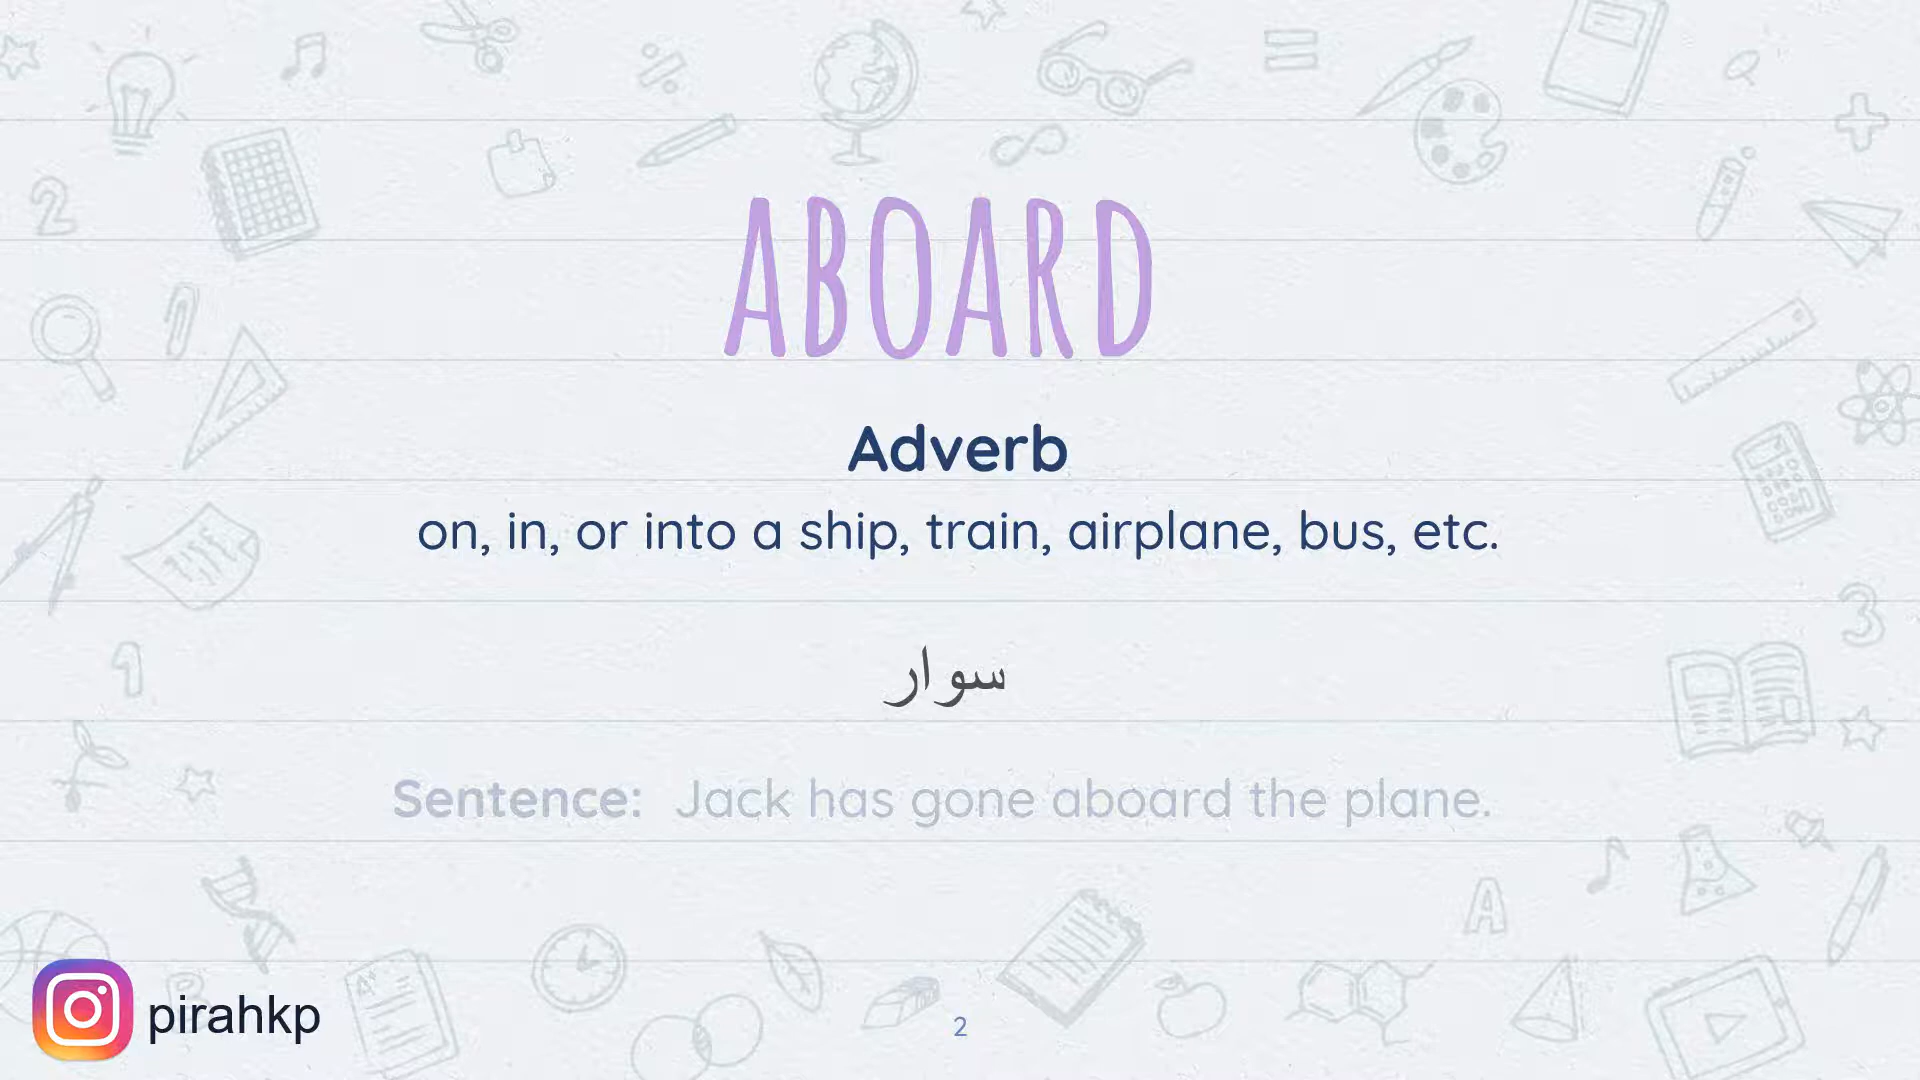 ABOARD
Adverb
on, in, or into a ship, train, airplane, bus, etc.
سوار
Sentence: Jack has gone aboard the plane.
pirahkp
2